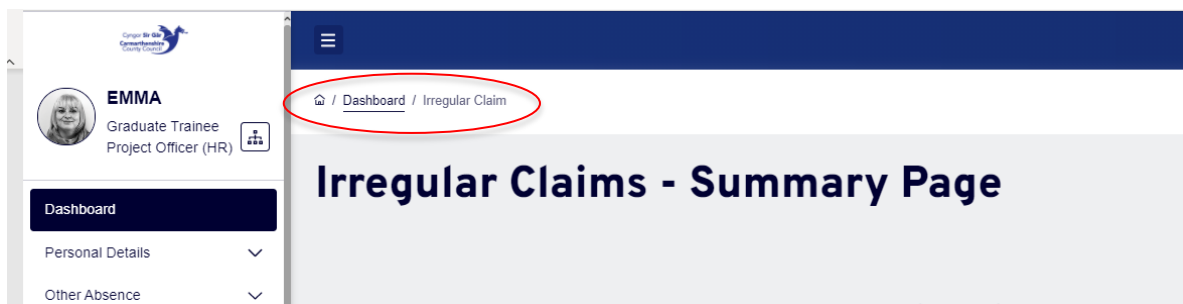 Cyngor Sir Gâr
Carmarthenshire
County Council
EMMA
Graduate Trainee
Project Officer (HR)
Dashboard
Personal Details
Other Absence
/ Dashboard / Irregular Claim
Irregular Claims - Summary Page